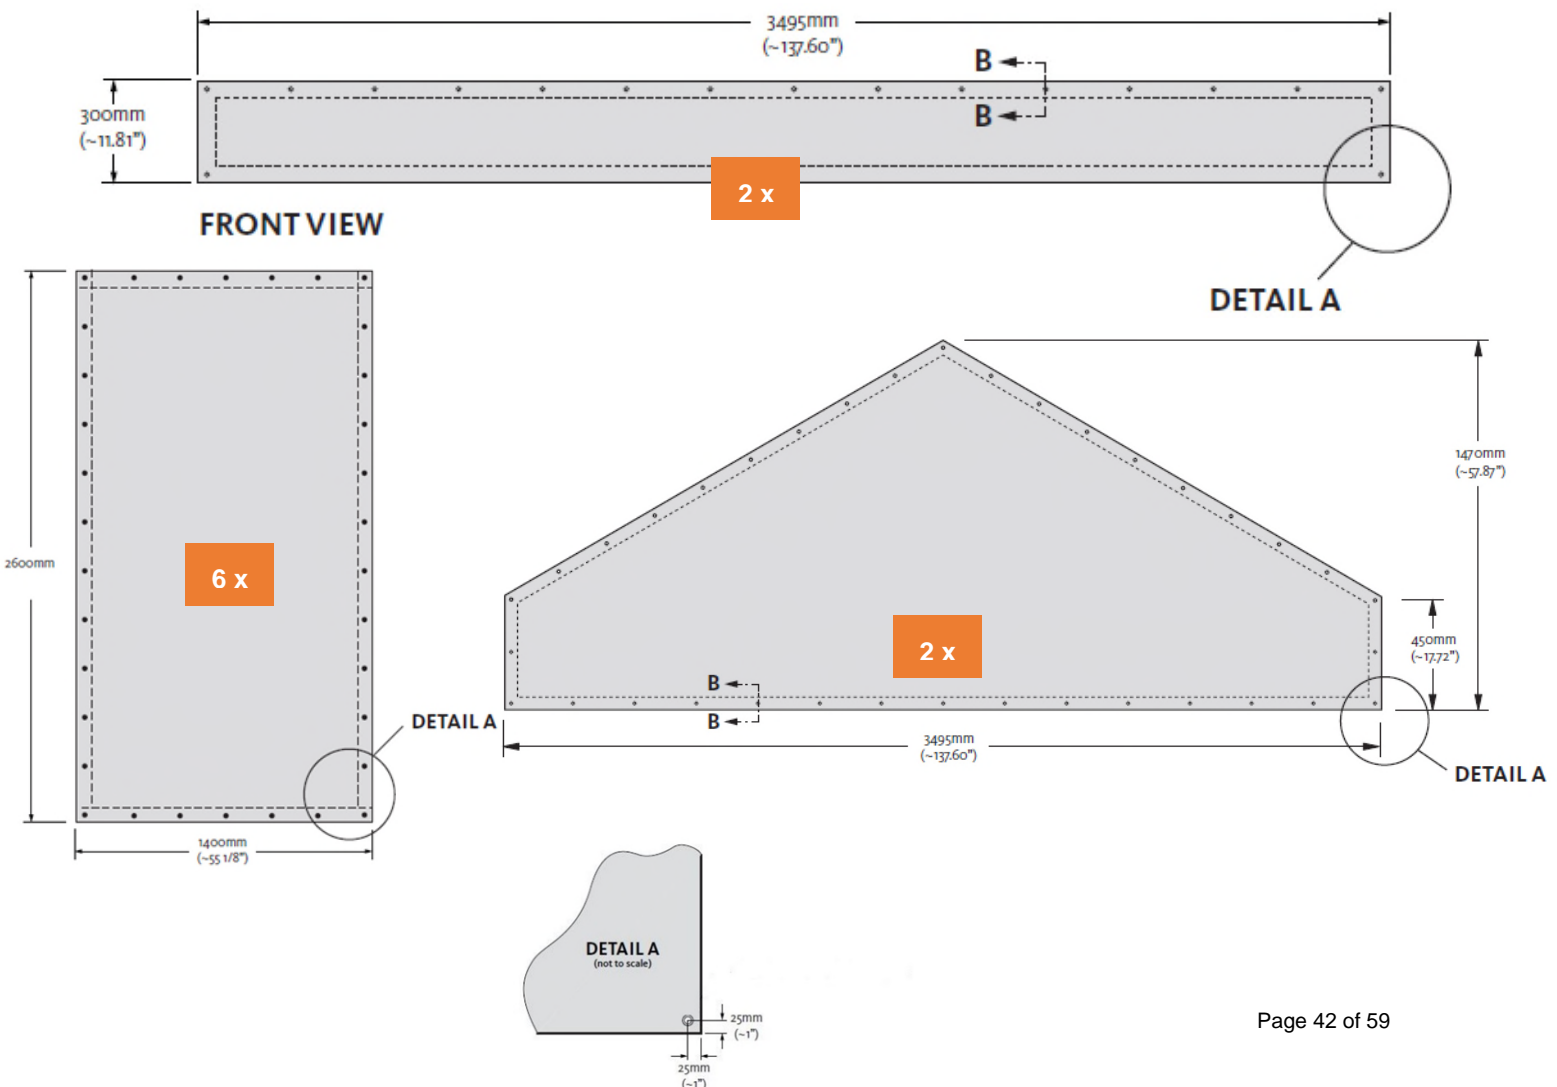 3495mm
(~137.60”)
B
300mm
(~11.81”)
B
2 x
FRONT VIEW
DETAIL A
1470mm
(~57.87”)
2600mm
6 x
2 x
450mm
(~17.72”)
B
B
DETAIL A
3495mm
(~137.60”)
DETAIL A
1400mm
(~55 1/8”)
DETAIL A
(not to scale)
25mm
(~1”)
Page 42 of 59
25mm
(~1”)